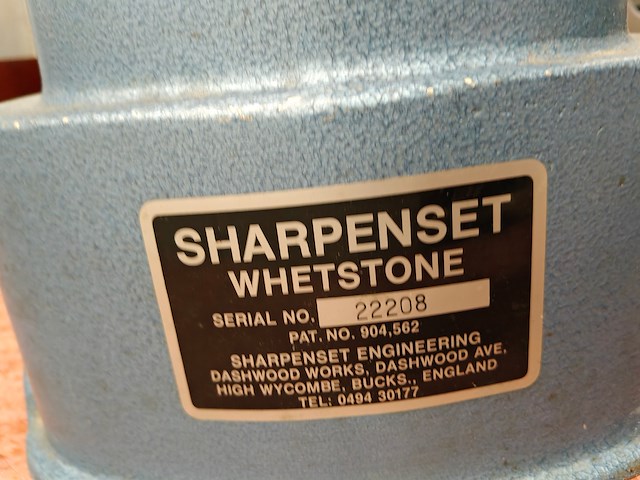 SHARPENSET
WHETSTONE
SERIAL NO. 22208
PAT. NO. 904,562
SHARPENSET ENGINEERING
DASHWOOD WORKS, DASHWOOD AVE.
HIGH WYCOMBE, BUCKS., ENGLAND
TEL: 0494 30177